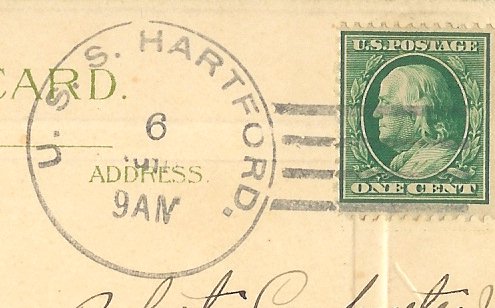 U. S. S. HARTFORD.
6
9AM
CARD.
ADDRESS.
U.S. POSTAGE
ONE CENT